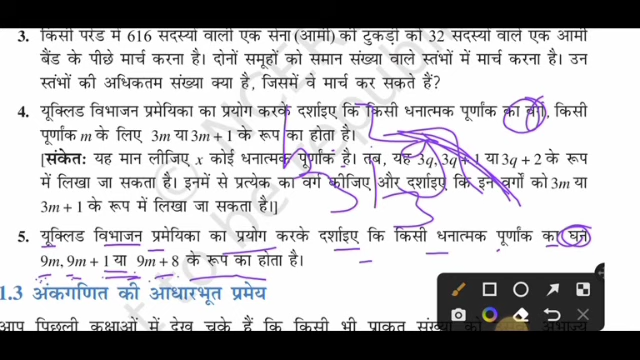 3. किसी परेड में 616 सदस्यों वाली एक सेना (आर्मी) की टुकड़ी को 32 सदस्यों वाले एक आर्मी
बैंड के पीछे मार्च करना है। दोनों समूहों को समान संख्या वाले स्तंभों में मार्च करना है। उन
स्तंभों की अधिकतम संख्या क्या है, जिसमें वे मार्च कर सकते हैं?
4. यूक्लिड विभाजन प्रमेयिका का प्रयोग करके दर्शाइए कि किसी धनात्मक पूर्णांक का वर्ग, किसी
पूर्णांक m के लिए 3m या 3m + 1 के रूप का होता है।
[संकेत: यह मान लीजिए x कोई धनात्मक पूर्णांक है। तब, यह 3q, 3q + 1 या 3q + 2 के रूप
में लिखा जा सकता है। इनमें से प्रत्येक का वर्ग कीजिए और दर्शाइए कि इन वर्गों को 3m या
3m + 1 के रूप में लिखा जा सकता है।]
5. यूक्लिड विभाजन प्रमेयिका का प्रयोग करके दर्शाइए कि किसी धनात्मक पूर्णांक का घन
9m, 9m + 1 या 9m + 8 के रूप का होता है।
1.3 अंकगणित की आधारभूत प्रमेय
आप पिछली कक्षाओं में देख चुके हैं कि किसी भी प्राकृत संख्या को